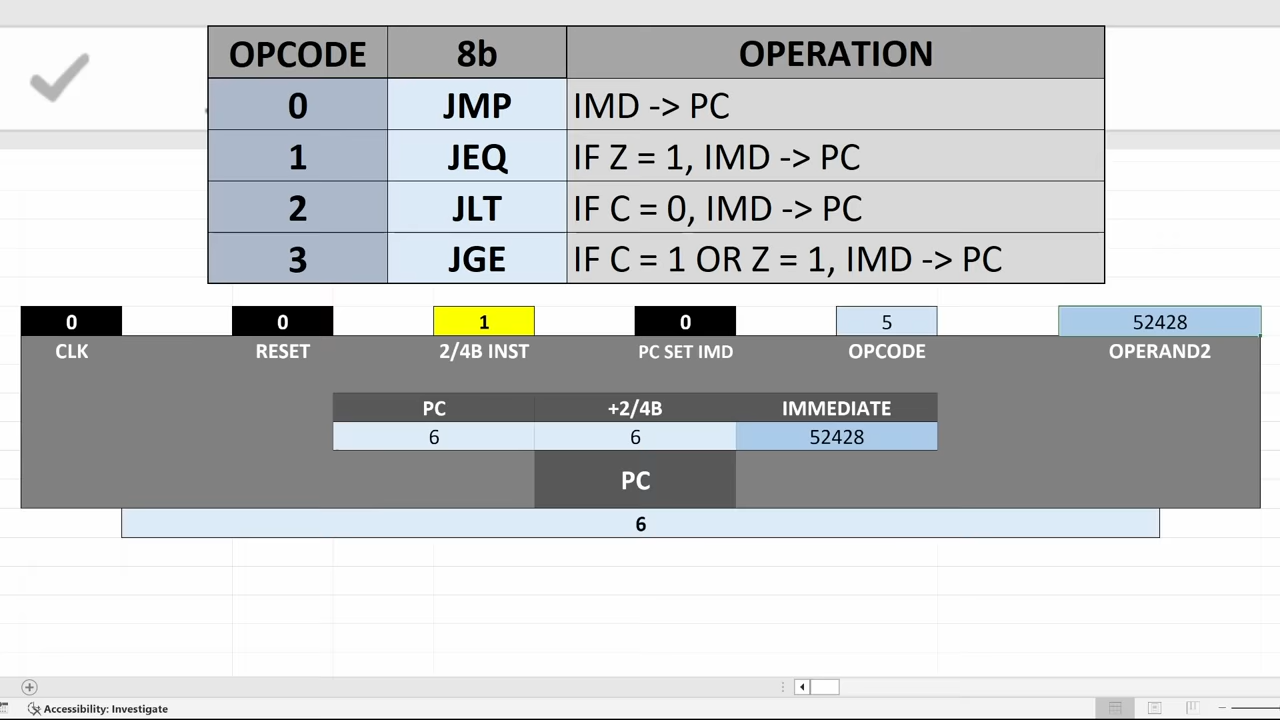 OPCODE 8b OPERATION
0 JMP IMD -> PC
1 JEQ IF Z = 1, IMD -> PC
2 JLT IF C = 0, IMD -> PC
3 JGE IF C = 1 OR Z = 1, IMD -> PC
0 0 1 0 5 52428
CLK RESET 2/4B INST PC SET IMD OPCODE OPERAND2
PC +2/4B IMMEDIATE
6 6 52428
PC
6
Accessibility: Investigate